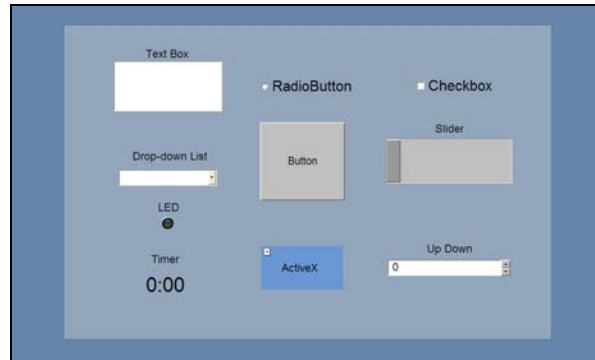 Text Box
RadioButton
Checkbox
Drop-down List
Button
Slider
LED
Timer
0:00
ActiveX
Up Down
0